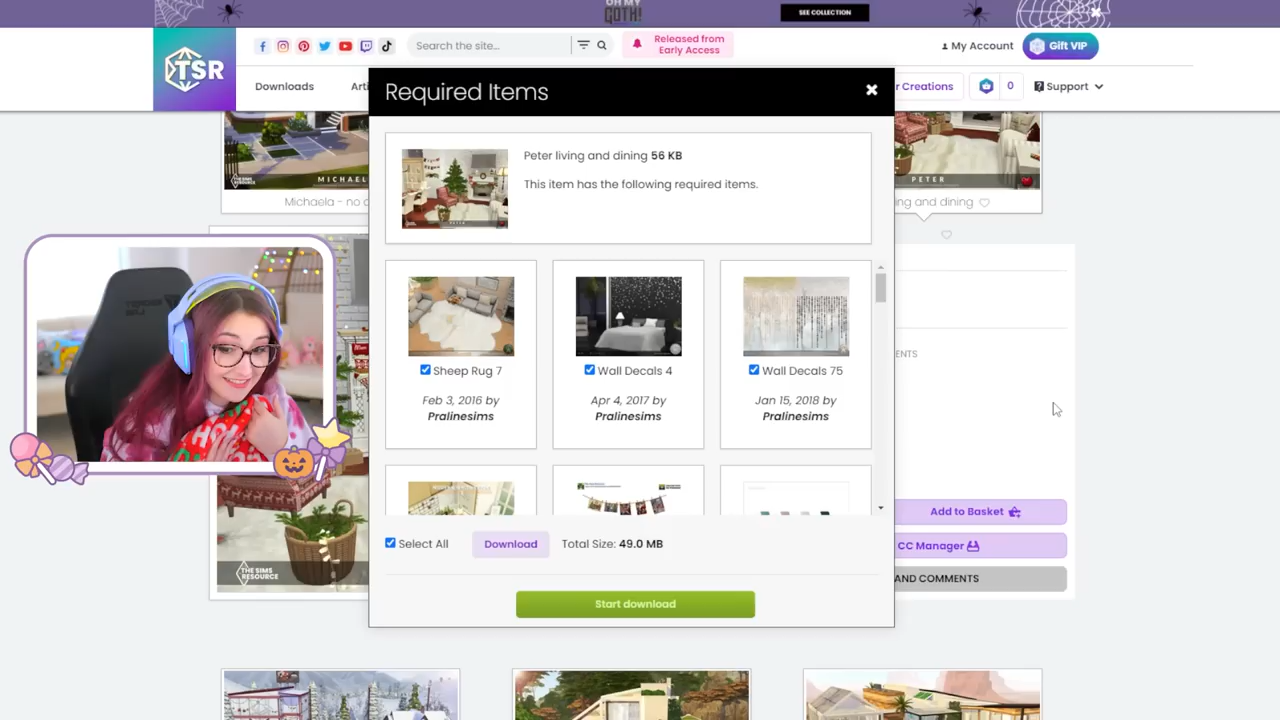 OH MY
GOTH!
SEE COLLECTION
TSR
Search the site...
Released from
Early Access
My Account
Gift VIP
Downloads
Arti
r Creations
0
Support
Required Items
Peter living and dining 56 KB
This item has the following required items.
MICHAEL
PETER
Michaela - no
ing and dining
Sheep Rug 7
Wall Decals 4
Wall Decals 75
Feb 3, 2016 by
Pralinesims
Apr 4, 2017 by
Pralinesims
Jan 15, 2018 by
Pralinesims
ENTS
Add to Basket
CC Manager
AND COMMENTS
Select All
Download
Total Size: 49.0 MB
Start download
THE SIMS
RESOURCE